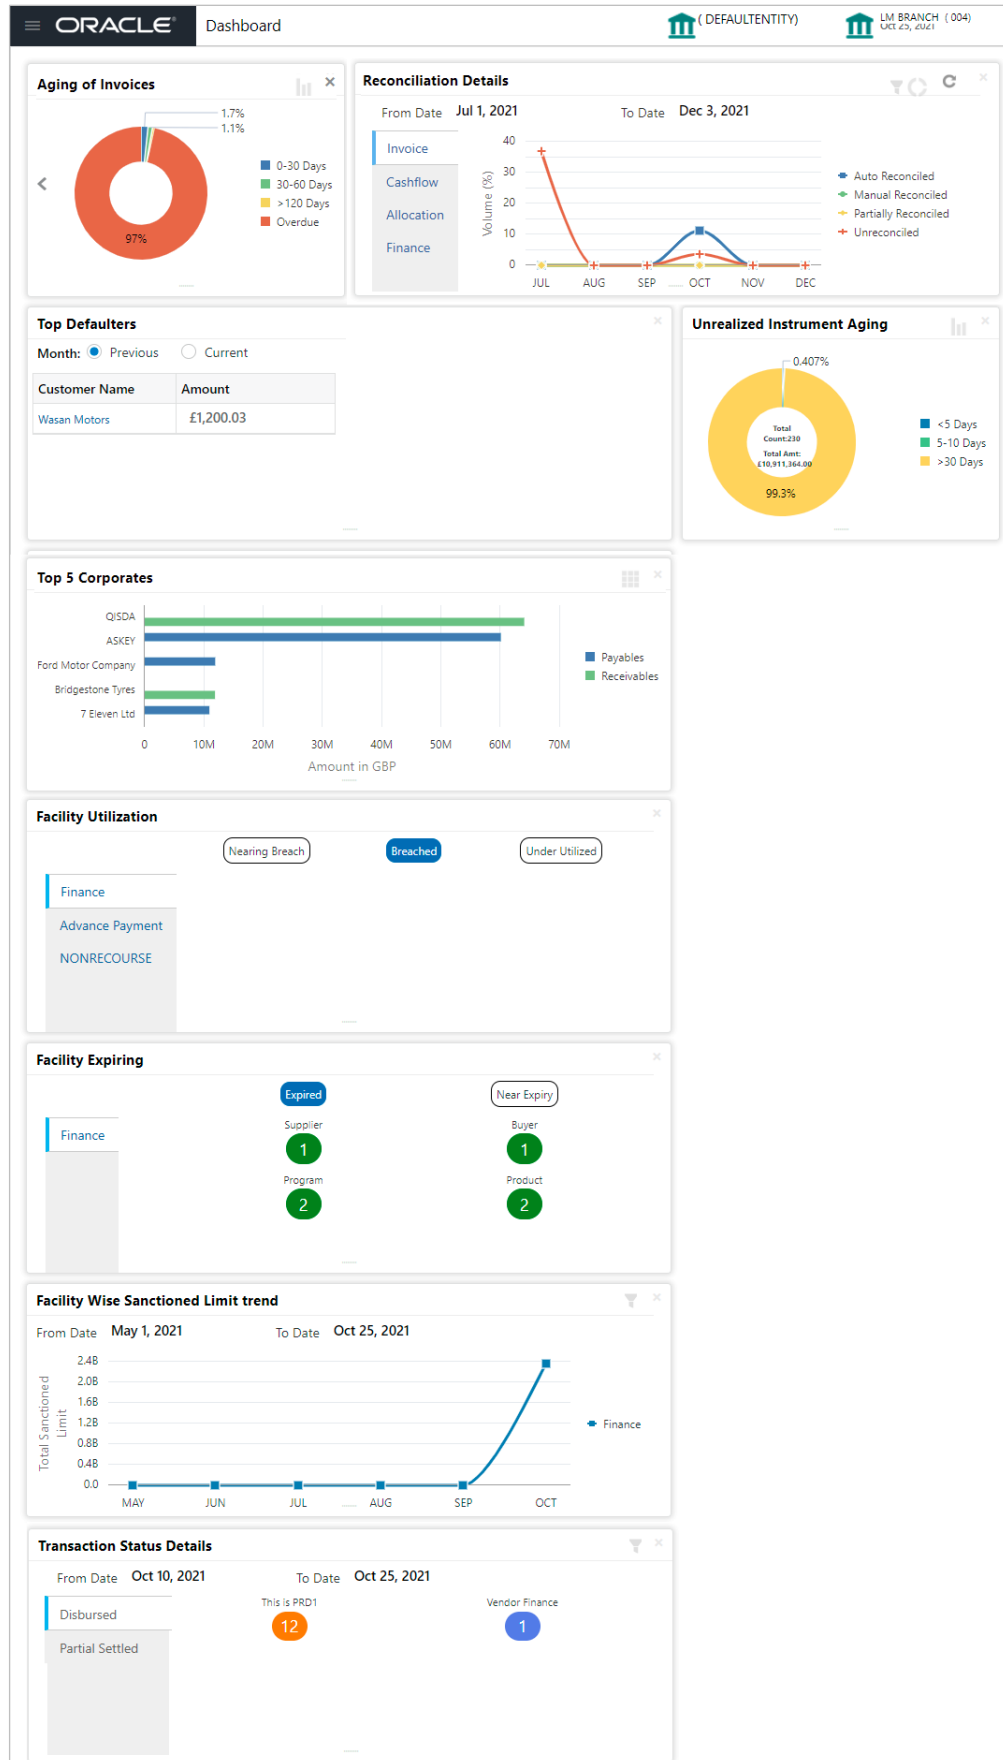 ORACLE
Dashboard
( DEFAULTENTITY)
LM BRANCH ( 004)
Oct 25, 2021
Aging of Invoices
1.7%
1.1%
97%
0-30 Days
30-60 Days
>120 Days
Overdue
Reconciliation Details
From Date Jul 1, 2021 To Date Dec 3, 2021
Invoice
Cashflow
Allocation
Finance
Volume (%)
40
30
20
10
0
JUL AUG SEP OCT NOV DEC
Auto Reconciled
Manual Reconciled
Partially Reconciled
Unreconciled
Top Defaulters
Month: Previous Current
Customer Name Amount
Wasan Motors £1,200.03
Unrealized Instrument Aging
0.407%
Total
Count:230
Total Amt:
£10,911,364.00
99.3%
<5 Days
5-10 Days
>30 Days
Top 5 Corporates
QISDA
ASKEY
Ford Motor Company
Bridgestone Tyres
7 Eleven Ltd
0 10M 20M 30M 40M 50M 60M 70M
Amount in GBP
Payables
Receivables
Facility Utilization
Nearing Breach Breached Under Utilized
Finance
Advance Payment
NONRECOURSE
Facility Expiring
Expired Near Expiry
Finance
Supplier Buyer
1 1
Program Product
2 2
Facility Wise Sanctioned Limit trend
From Date May 1, 2021 To Date Oct 25, 2021
Total Sanctioned
Limit
2.4B
2.0B
1.6B
1.2B
0.8B
0.4B
0.0
MAY JUN JUL AUG SEP OCT
Finance
Transaction Status Details
From Date Oct 10, 2021 To Date Oct 25, 2021
Disbursed
Partial Settled
This is PRD1 Vendor Finance
12 1